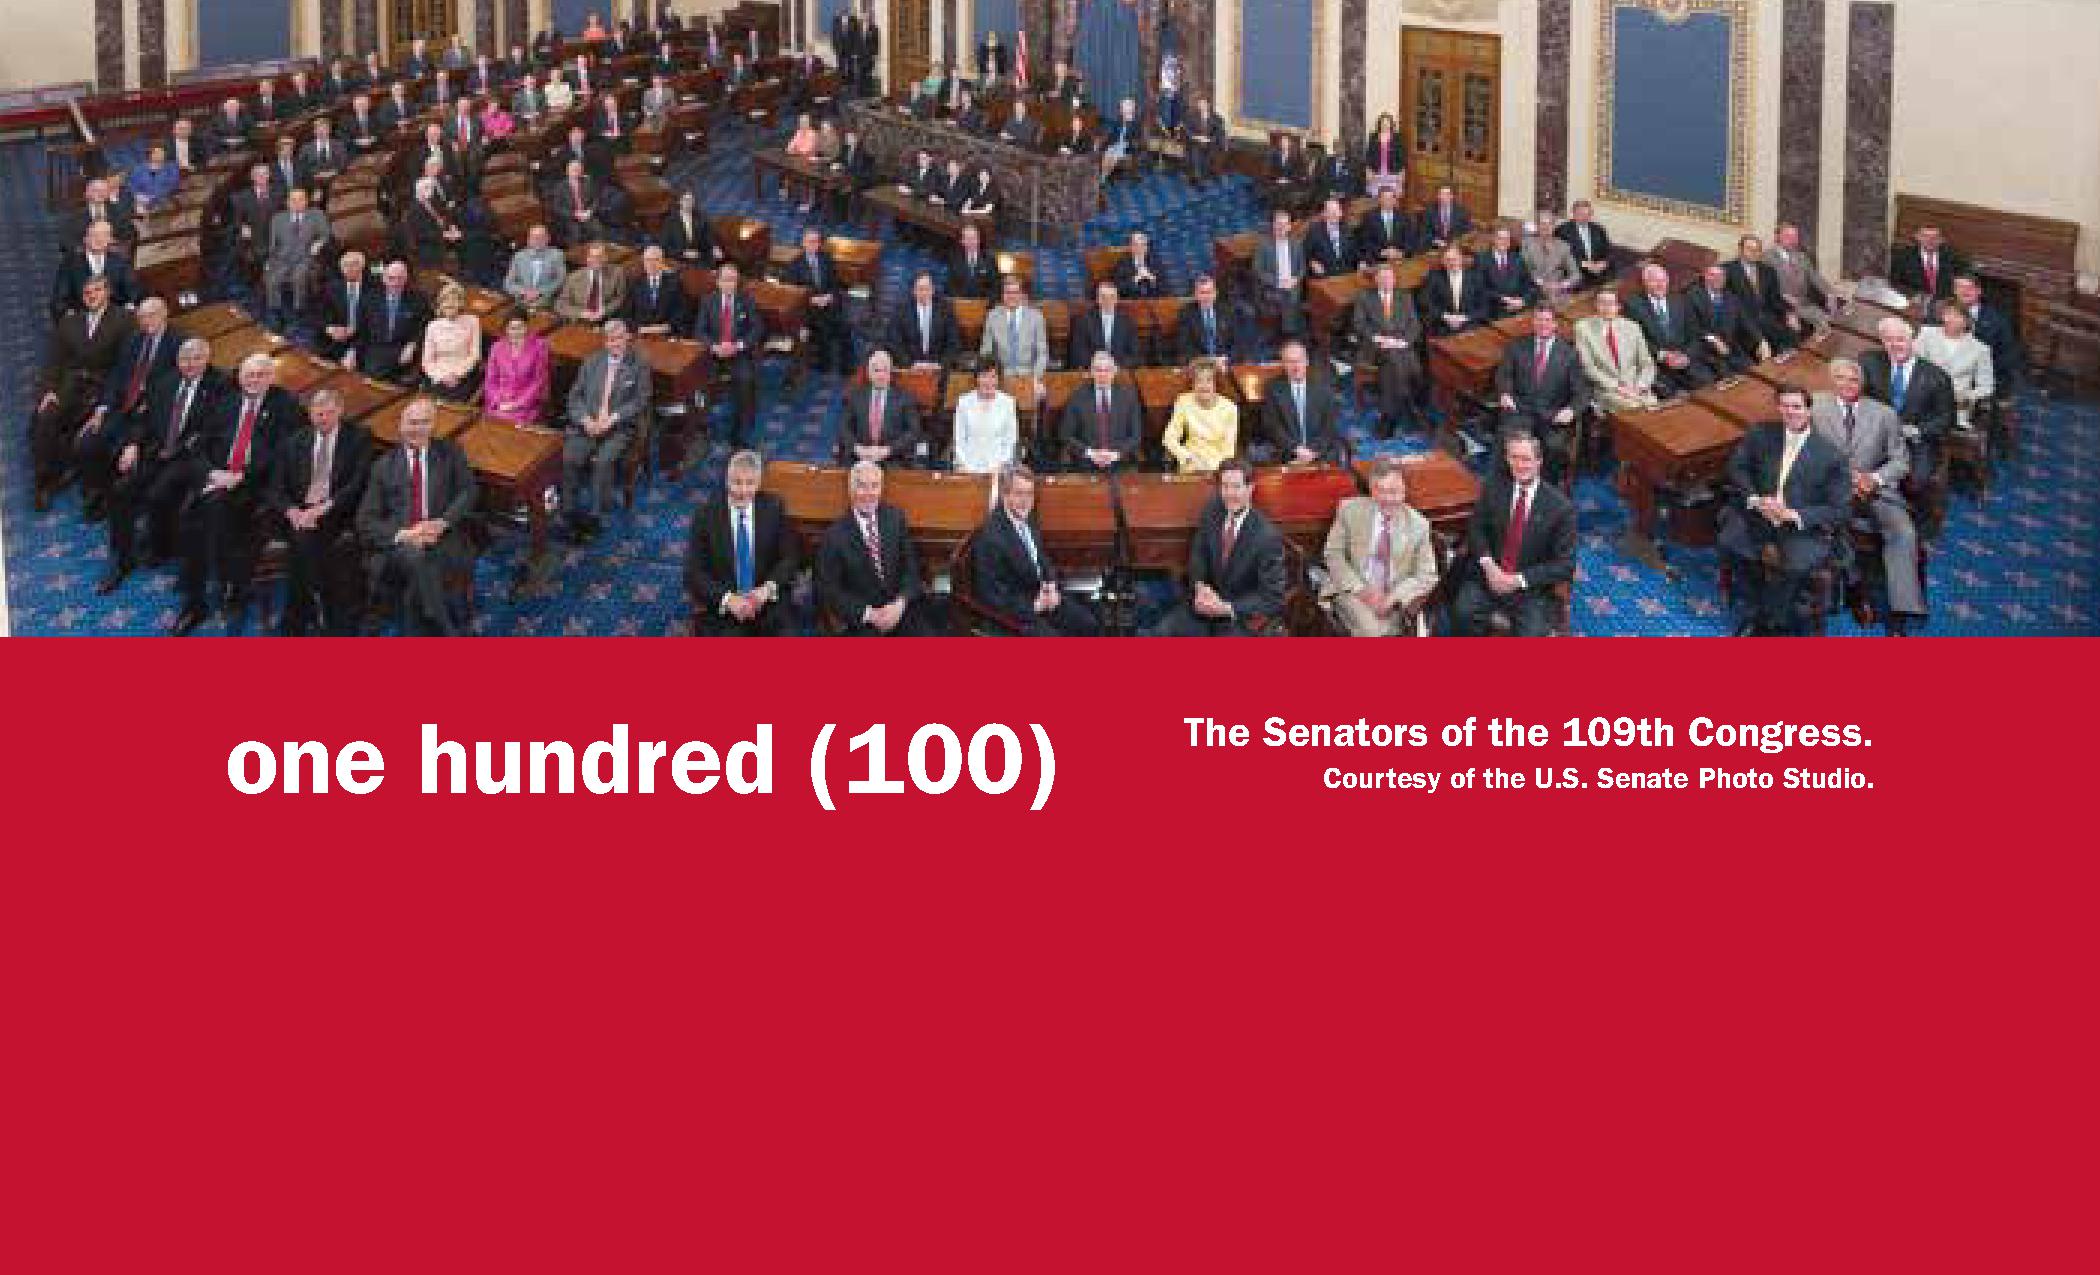 one hundred (100)
The Senators of the 109th Congress.
Courtesy of the U.S. Senate Photo Studio.